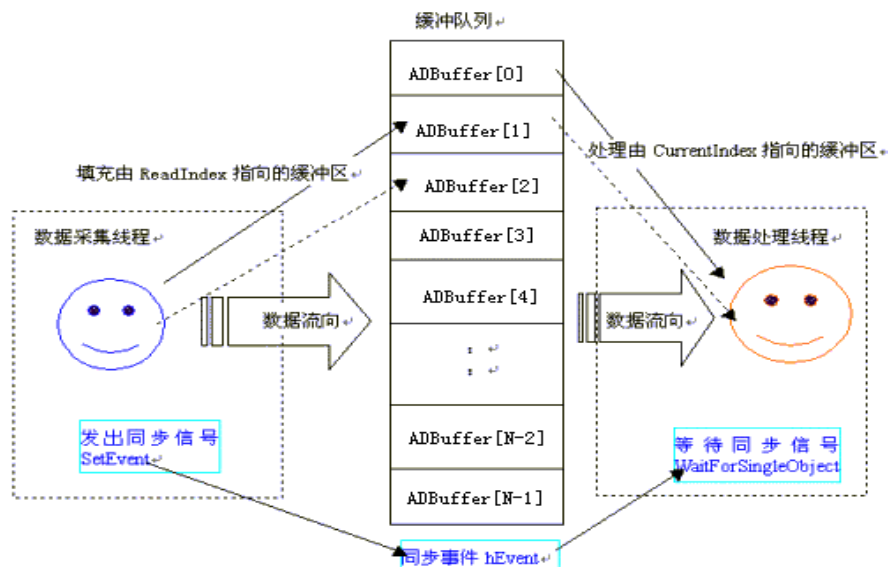 缓冲队列
ADBuffer[0]
ADBuffer[1]
处理由 CurrentIndex 指向的缓冲区
填充由 ReadIndex 指向的缓冲区
ADBuffer[2]
数据采集线程
ADBuffer[3]
数据处理线程
ADBuffer[4]
数据流向
数据流向
:
:
发出同步信号
SetEvent
ADBuffer[N-2]
等待同步信号
WaitForSingleObject
ADBuffer[N-1]
同步事件 hEvent